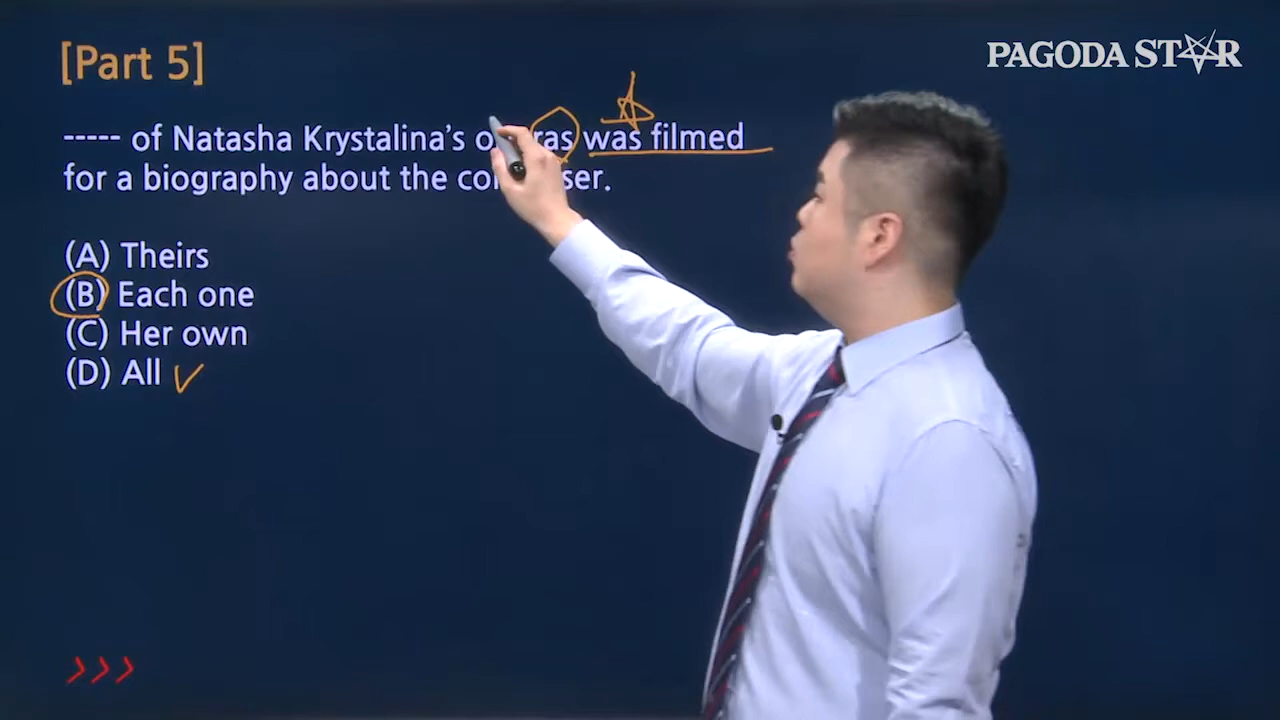 [Part 5]
PAGODA STAR
----- of Natasha Krystalina's was filmed
for a biography about the
(A) Theirs
(B) Each one
(C) Her own
(D) All